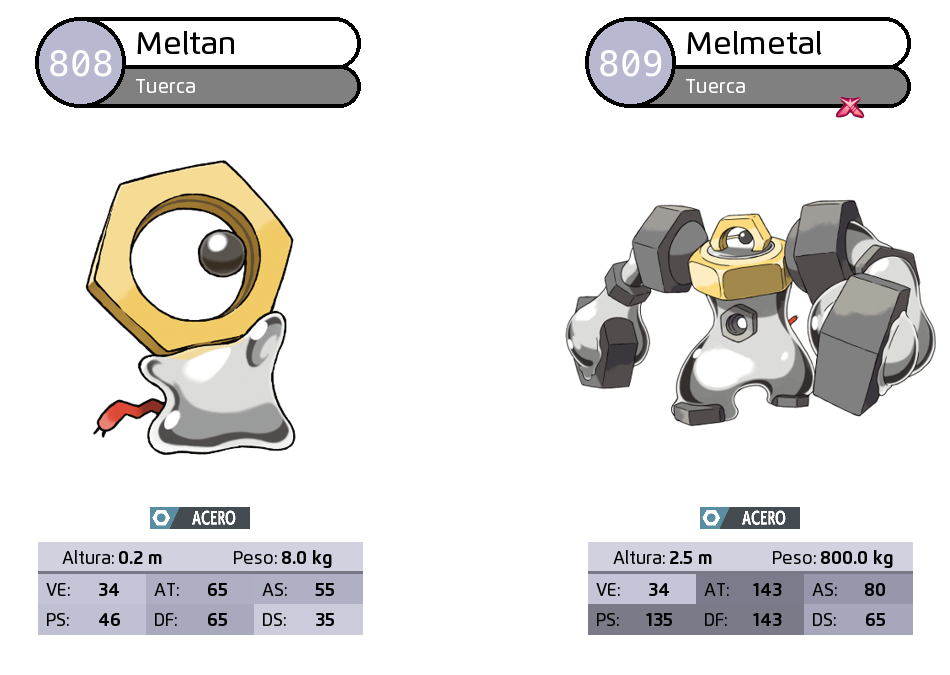 808 Meltan
Tuerca
ACERO
Altura: 0.2 m Peso: 8.0 kg
VE: 34 AT: 65 AS: 55
PS: 46 DF: 65 DS: 35
809 Melmetal
Tuerca
ACERO
Altura: 2.5 m Peso: 800.0 kg
VE: 34 AT: 143 AS: 80
PS: 135 DF: 143 DS: 65